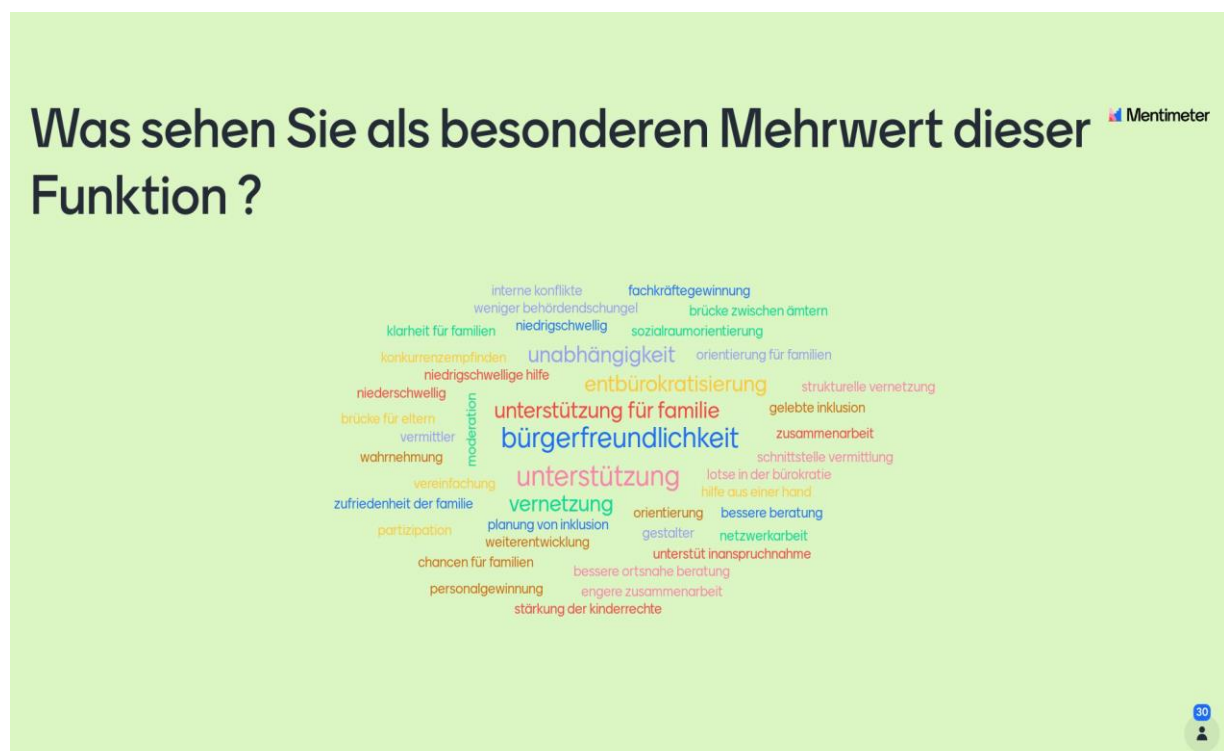 Was sehen Sie als besonderen Mehrwert dieser
Funktion ?
Mentimeter
interne konflikte
fachkräftegewinnung
weniger behördendschungel
brücke zwischen ämtern
klarheit für familien
niedrigschwellig
sozialraumorientierung
konkurrenzempfinden
unabhängigkeit
orientierung für familien
niedrigschwellige hilfe
entbürokratisierung
strukturelle vernetzung
niederschwellig
unterstützung für familie
gelebte inklusion
brücke für eltern
moderation
bürgerfreundlichkeit
zusammenarbeit
vermittler
wahrnehmung
schnittstelle vermittlung
vereinfachung
unterstützung
lotse in der bürokratie
hilfe aus einer hand
zufriedenheit der familie
vernetzung
orientierung
bessere beratung
partizipation
planung von inklusion
gestalter
netzwerkarbeit
weiterentwicklung
unterstüt inanspruchnahme
chancen für familien
bessere ortsnahe beratung
personalgewinnung
engere zusammenarbeit
stärkung der kinderrechte
30